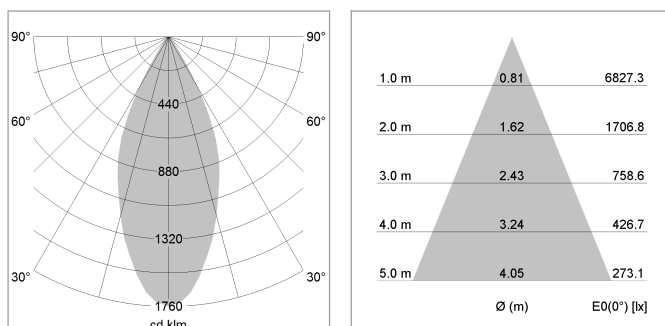 90° 90°
440
60° 60°
880
1320
30° 30°
1760
cd klm
1.0 m 0.81 6827.3
2.0 m 1.62 1706.8
3.0 m 2.43 758.6
4.0 m 3.24 426.7
5.0 m 4.05 273.1
Ø (m) E0(0°) [lx]